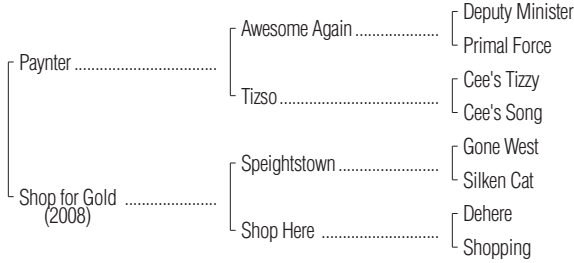 Deputy Minister
Awesome Again ....................
Primal Force
Paynter ..................................
Cee's Tizzy
Tizso ......................................
Cee's Song
Gone West
Speightstown ........................
Silken Cat
Shop for Gold ......................
(2008)
Dehere
Shop Here ............................
Shopping